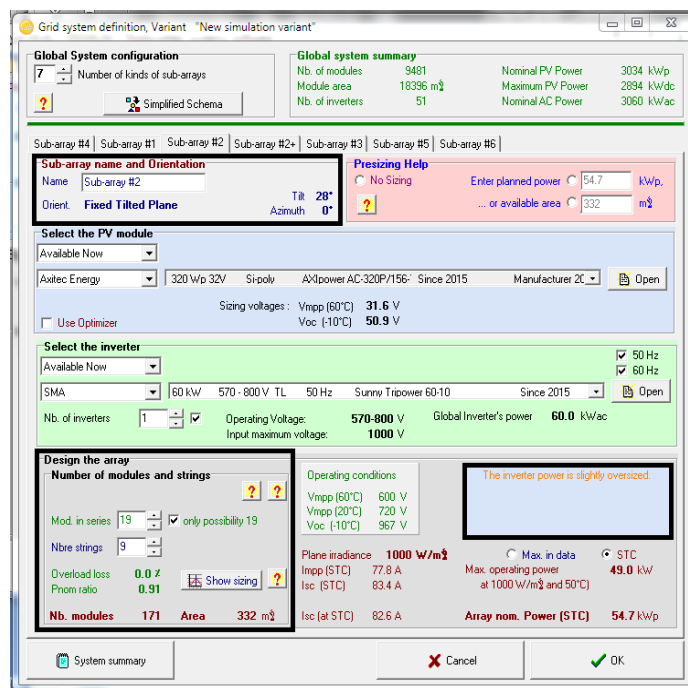 Grid system definition, Variant "New simulation variant"
Global System configuration
7 Number of kinds of sub-arrays
? Simplified Schema
Global system summary
Nb. of modules 9481 Nominal PV Power 3034 kWp
Module area 18396 m² Maximum PV Power 2894 kWdc
Nb. of inverters 51 Nominal AC Power 3060 kWac
Sub-array #4 Sub-array #1 Sub-array #2 Sub-array #2+ Sub-array #3 Sub-array #5 Sub-array #6
Sub-array name and Orientation
Name Sub-array #2
Orient. Fixed Tilted Plane
Tilt 28°
Azimuth 0°
Presizing Help
No Sizing Enter planned power 54.7 kWp,
? ... or available area 332 m²
Select the PV module
Available Now
Axitec Energy 320 Wp 32V Si-poly AXIpower AC-320P/156- Since 2015 Manufacturer 2 Open
Sizing voltages : Vmpp (60°C) 31.6 V
Use Optimizer Voc (-10°C) 50.9 V
Select the inverter
Available Now 50 Hz
60 Hz
SMA 60 kW 570 - 800 V TL 50 Hz Sunny Tripower 60-10 Since 2015 Open
Nb. of inverters 1 Operating Voltage: 570-800 V Global Inverter's power 60.0 kWac
Input maximum voltage: 1000 V
Design the array
Number of modules and strings
? ?
Mod. in series 19 only possibility 19
Nbre strings 9
Overload loss 0.0 %
Pnom ratio 0.91
Show sizing ?
Nb. modules 171 Area 332 m²
Operating conditions
Vmpp (60°C) 600 V
Vmpp (20°C) 720 V
Voc (-10°C) 967 V
The inverter power is slightly oversized.
Plane irradiance 1000 W/m² Max. in data STC
Impp (STC) 77.8 A Max. operating power 49.0 kW
Isc (STC) 83.4 A at 1000 W/m² and 50°C)
Isc (at STC) 82.6 A Array nom. Power (STC) 54.7 kWp
System summary Cancel OK